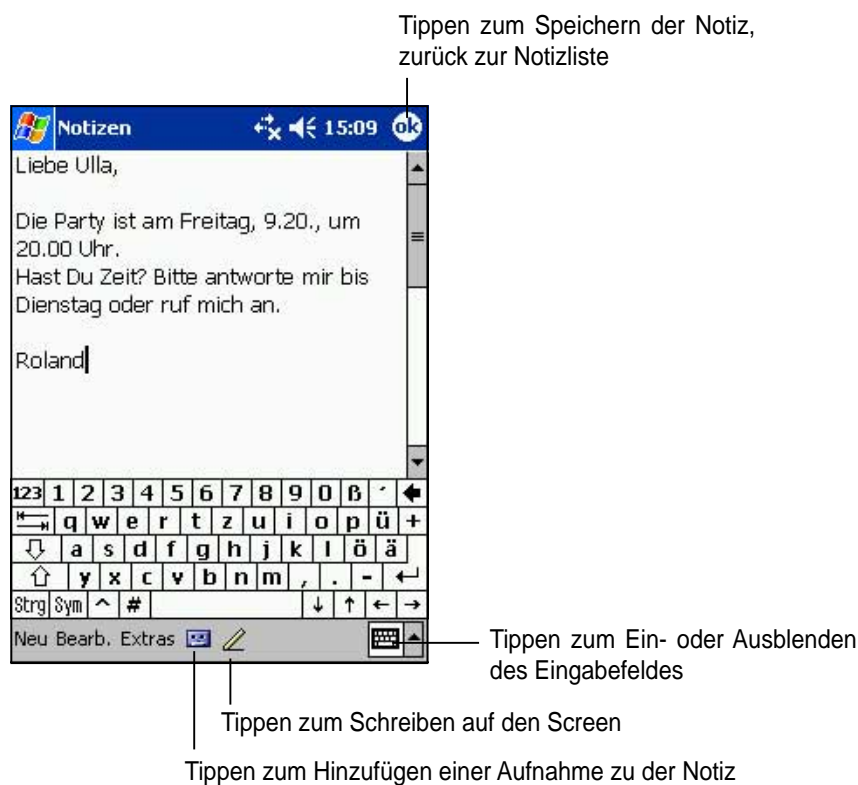 Tippen zum Speichern der Notiz,
zurück zur Notizliste
Notizen 15:09 ok
Liebe Ulla,
Die Party ist am Freitag, 9.20., um
20.00 Uhr.
Hast Du Zeit? Bitte antworte mir bis
Dienstag oder ruf mich an.
Roland
123 1 2 3 4 5 6 7 8 9 0 ß ´
q w e r t z u i o p ü +
a s d f g h j k l ö ä
y x c v b n m , . -
Strg Sym ^ # ↓ ↑ ← →
Neu Bearb. Extras
Tippen zum Ein- oder Ausblenden
des Eingabefeldes
Tippen zum Schreiben auf den Screen
Tippen zum Hinzufügen einer Aufnahme zu der Notiz